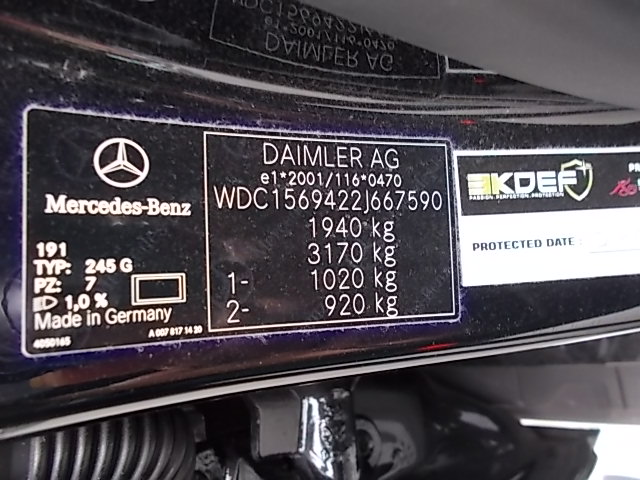 Mercedes-Benz
191
TYP: 245 G
PZ: 7
1,0 %
Made in Germany
4050165
A 007 817 14 20
DAIMLER AG
e1*2001/116*0470
WDC1569422J667590
1940 kg
3170 kg
1- 1020 kg
2- 920 kg
KDEF
PASSION. PERFECTION. PROTECTION
PROTECTED DATE :